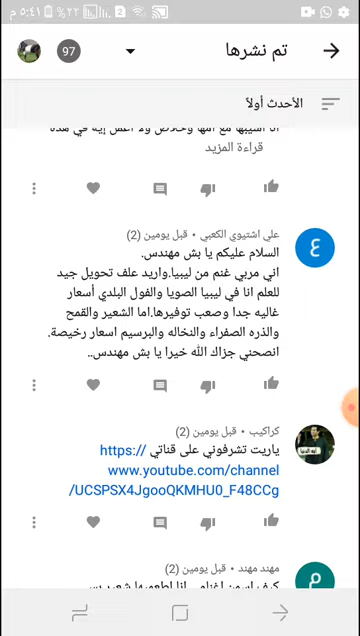 ٥:٤١ م
٢٢٪
2
تم نشرها
97
الأحدث أولاً
قراءة المزيد
علي اشتيوي الكعبي • قبل يومين (2)
السلام عليكم يا بش مهندس.
اني مربي غنم من ليبيا.واريد علف تحويل جيد
للعلم انا في ليبيا الصويا والفول البلدي أسعار
غاليه جدا وصعب توفيرها.اما الشعير والقمح
والذره الصفراء والنخاله والبرسيم اسعار رخيصة.
انصحني جزاك الله خيرا يا بش مهندس..
ع
كراكيب • قبل يومين (2)
ياريت تشرفوني على قناتي https://
www.youtube.com/channel
/UCSPSX4JgooQKMHU0_F48CCg
مهند مهند • قبل يومين (2)
م